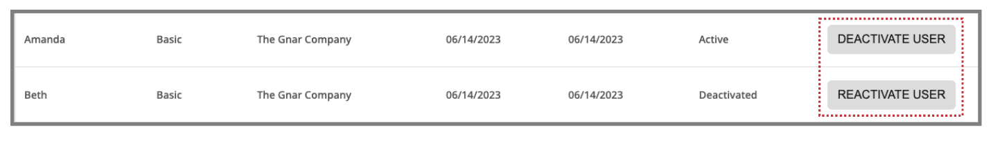 Amanda Basic The Gnar Company 06/14/2023 06/14/2023 Active DEACTIVATE USER
Beth Basic The Gnar Company 06/14/2023 06/14/2023 Deactivated REACTIVATE USER